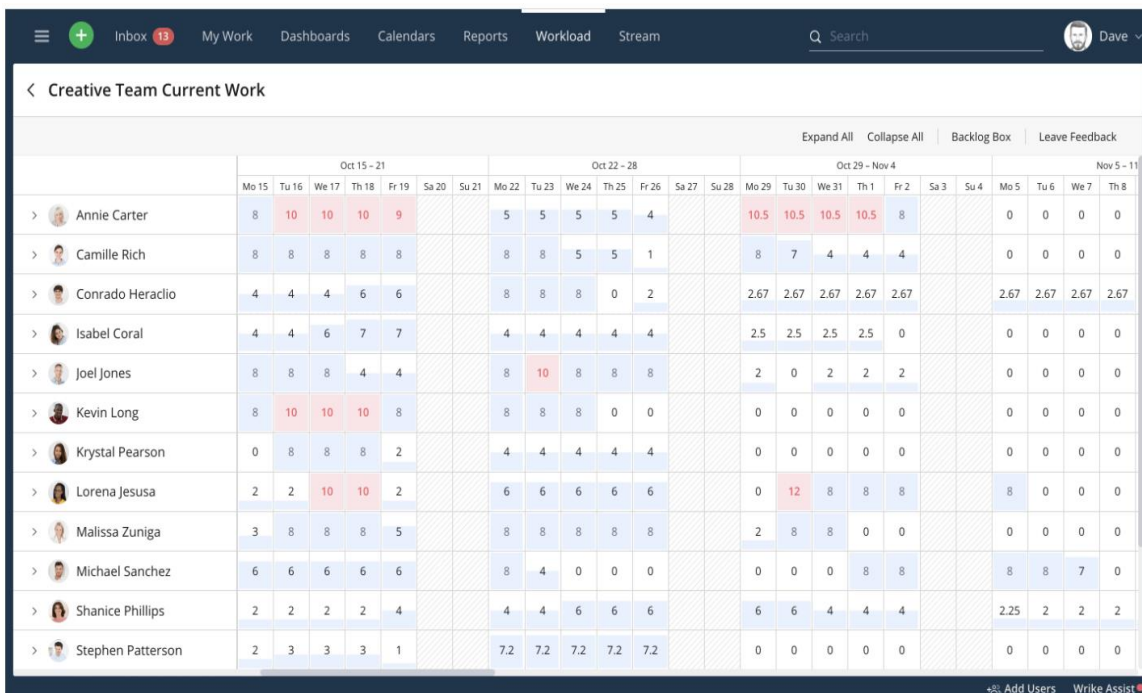 Inbox 13 My Work Dashboards Calendars Reports Workload Stream Search Dave
Creative Team Current Work
Expand All Collapse All Backlog Box Leave Feedback
Oct 15 – 21 Oct 22 – 28 Oct 29 – Nov 4 Nov 5 – 11
Mo 15 Tu 16 We 17 Th 18 Fr 19 Sa 20 Su 21 Mo 22 Tu 23 We 24 Th 25 Fr 26 Sa 27 Su 28 Mo 29 Tu 30 We 31 Th 1 Fr 2 Sa 3 Su 4 Mo 5 Tu 6 We 7 Th 8
Annie Carter 8 10 10 10 9 5 5 5 5 4 10.5 10.5 10.5 10.5 8 0 0 0 0
Camille Rich 8 8 8 8 8 8 8 5 5 1 8 7 4 4 4 0 0 0 0
Conrado Heraclio 4 4 4 6 6 8 8 8 0 2 2.67 2.67 2.67 2.67 2.67 2.67 2.67 2.67 2.67
Isabel Coral 4 4 6 7 7 4 4 4 4 4 2.5 2.5 2.5 2.5 0 0 0 0 0
Joel Jones 8 8 8 4 4 8 10 8 8 8 2 0 2 2 2 0 0 0 0
Kevin Long 8 10 10 10 8 8 8 8 0 0 0 0 0 0 0 0 0 0 0
Krystal Pearson 0 8 8 8 2 4 4 4 4 4 0 0 0 0 0 0 0 0 0
Lorena Jesusa 2 2 10 10 2 6 6 6 6 6 0 12 8 8 8 8 0 0 0
Malissa Zuniga 3 8 8 8 5 8 8 8 8 8 2 8 8 0 0 0 0 0 0
Michael Sanchez 6 6 6 6 6 8 4 0 0 0 0 0 0 8 8 8 8 7 0
Shanice Phillips 2 2 2 2 4 4 4 6 6 6 6 6 4 4 4 2.25 2 2 2
Stephen Patterson 2 3 3 3 1 7.2 7.2 7.2 7.2 7.2 0 0 0 0 0 0 0 0 0
Add Users Wrike Assist